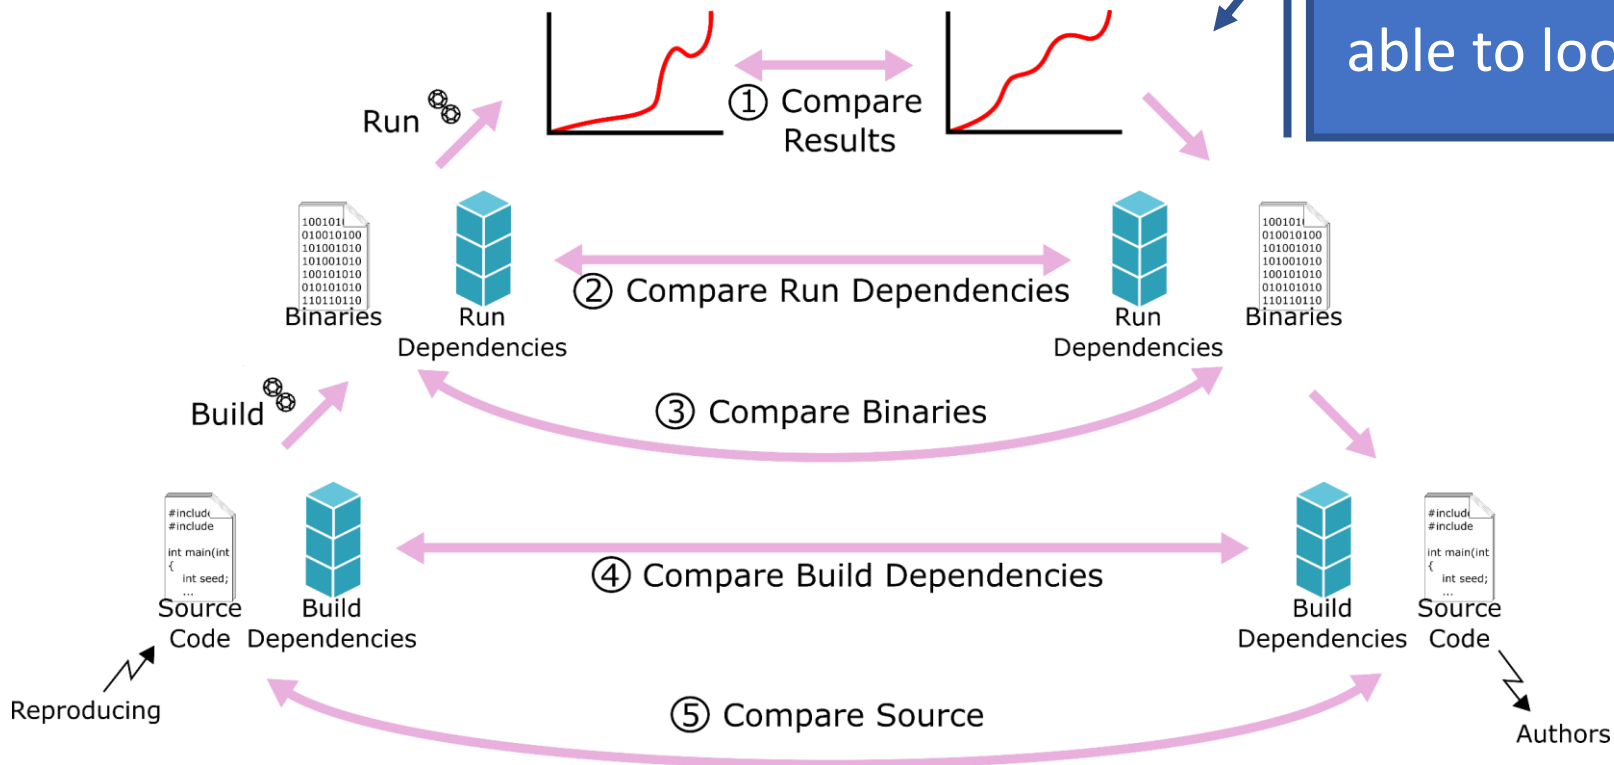 able to loo
Run
① Compare
Results
100101
010010100
101001010
101001010
100101010
010101010
110110110
Binaries
Run
Dependencies
② Compare Run Dependencies
Run
Dependencies
100101
010010100
101001010
101001010
100101010
010101010
110110110
Binaries
③ Compare Binaries
Build
#includ
#include
int main(int
{
int seed;
...
Source
Code
Build
Dependencies
④ Compare Build Dependencies
Build
Dependencies
#includ
#include
int main(int
{
int seed;
...
Source
Code
Reproducing
⑤ Compare Source
Authors